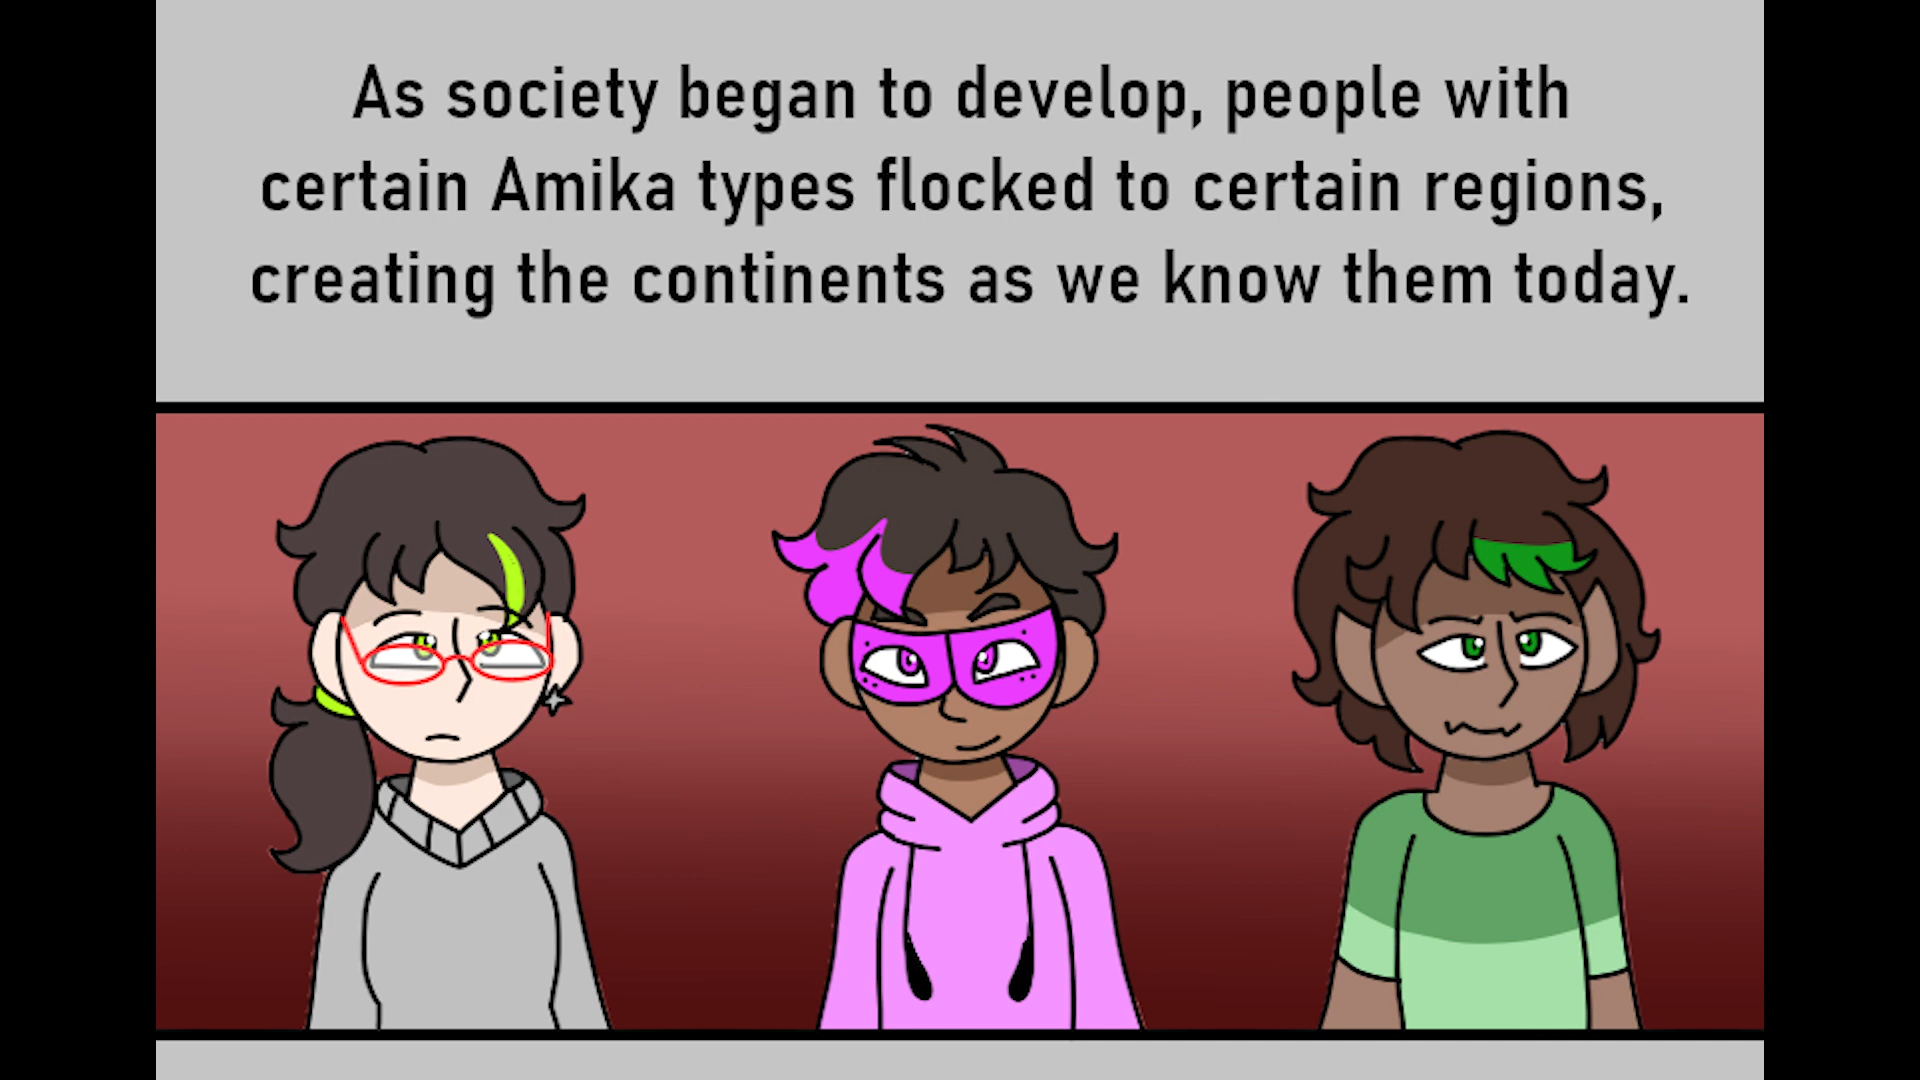 As society began to develop, people with
certain Amika types flocked to certain regions,
creating the continents as we know them today.